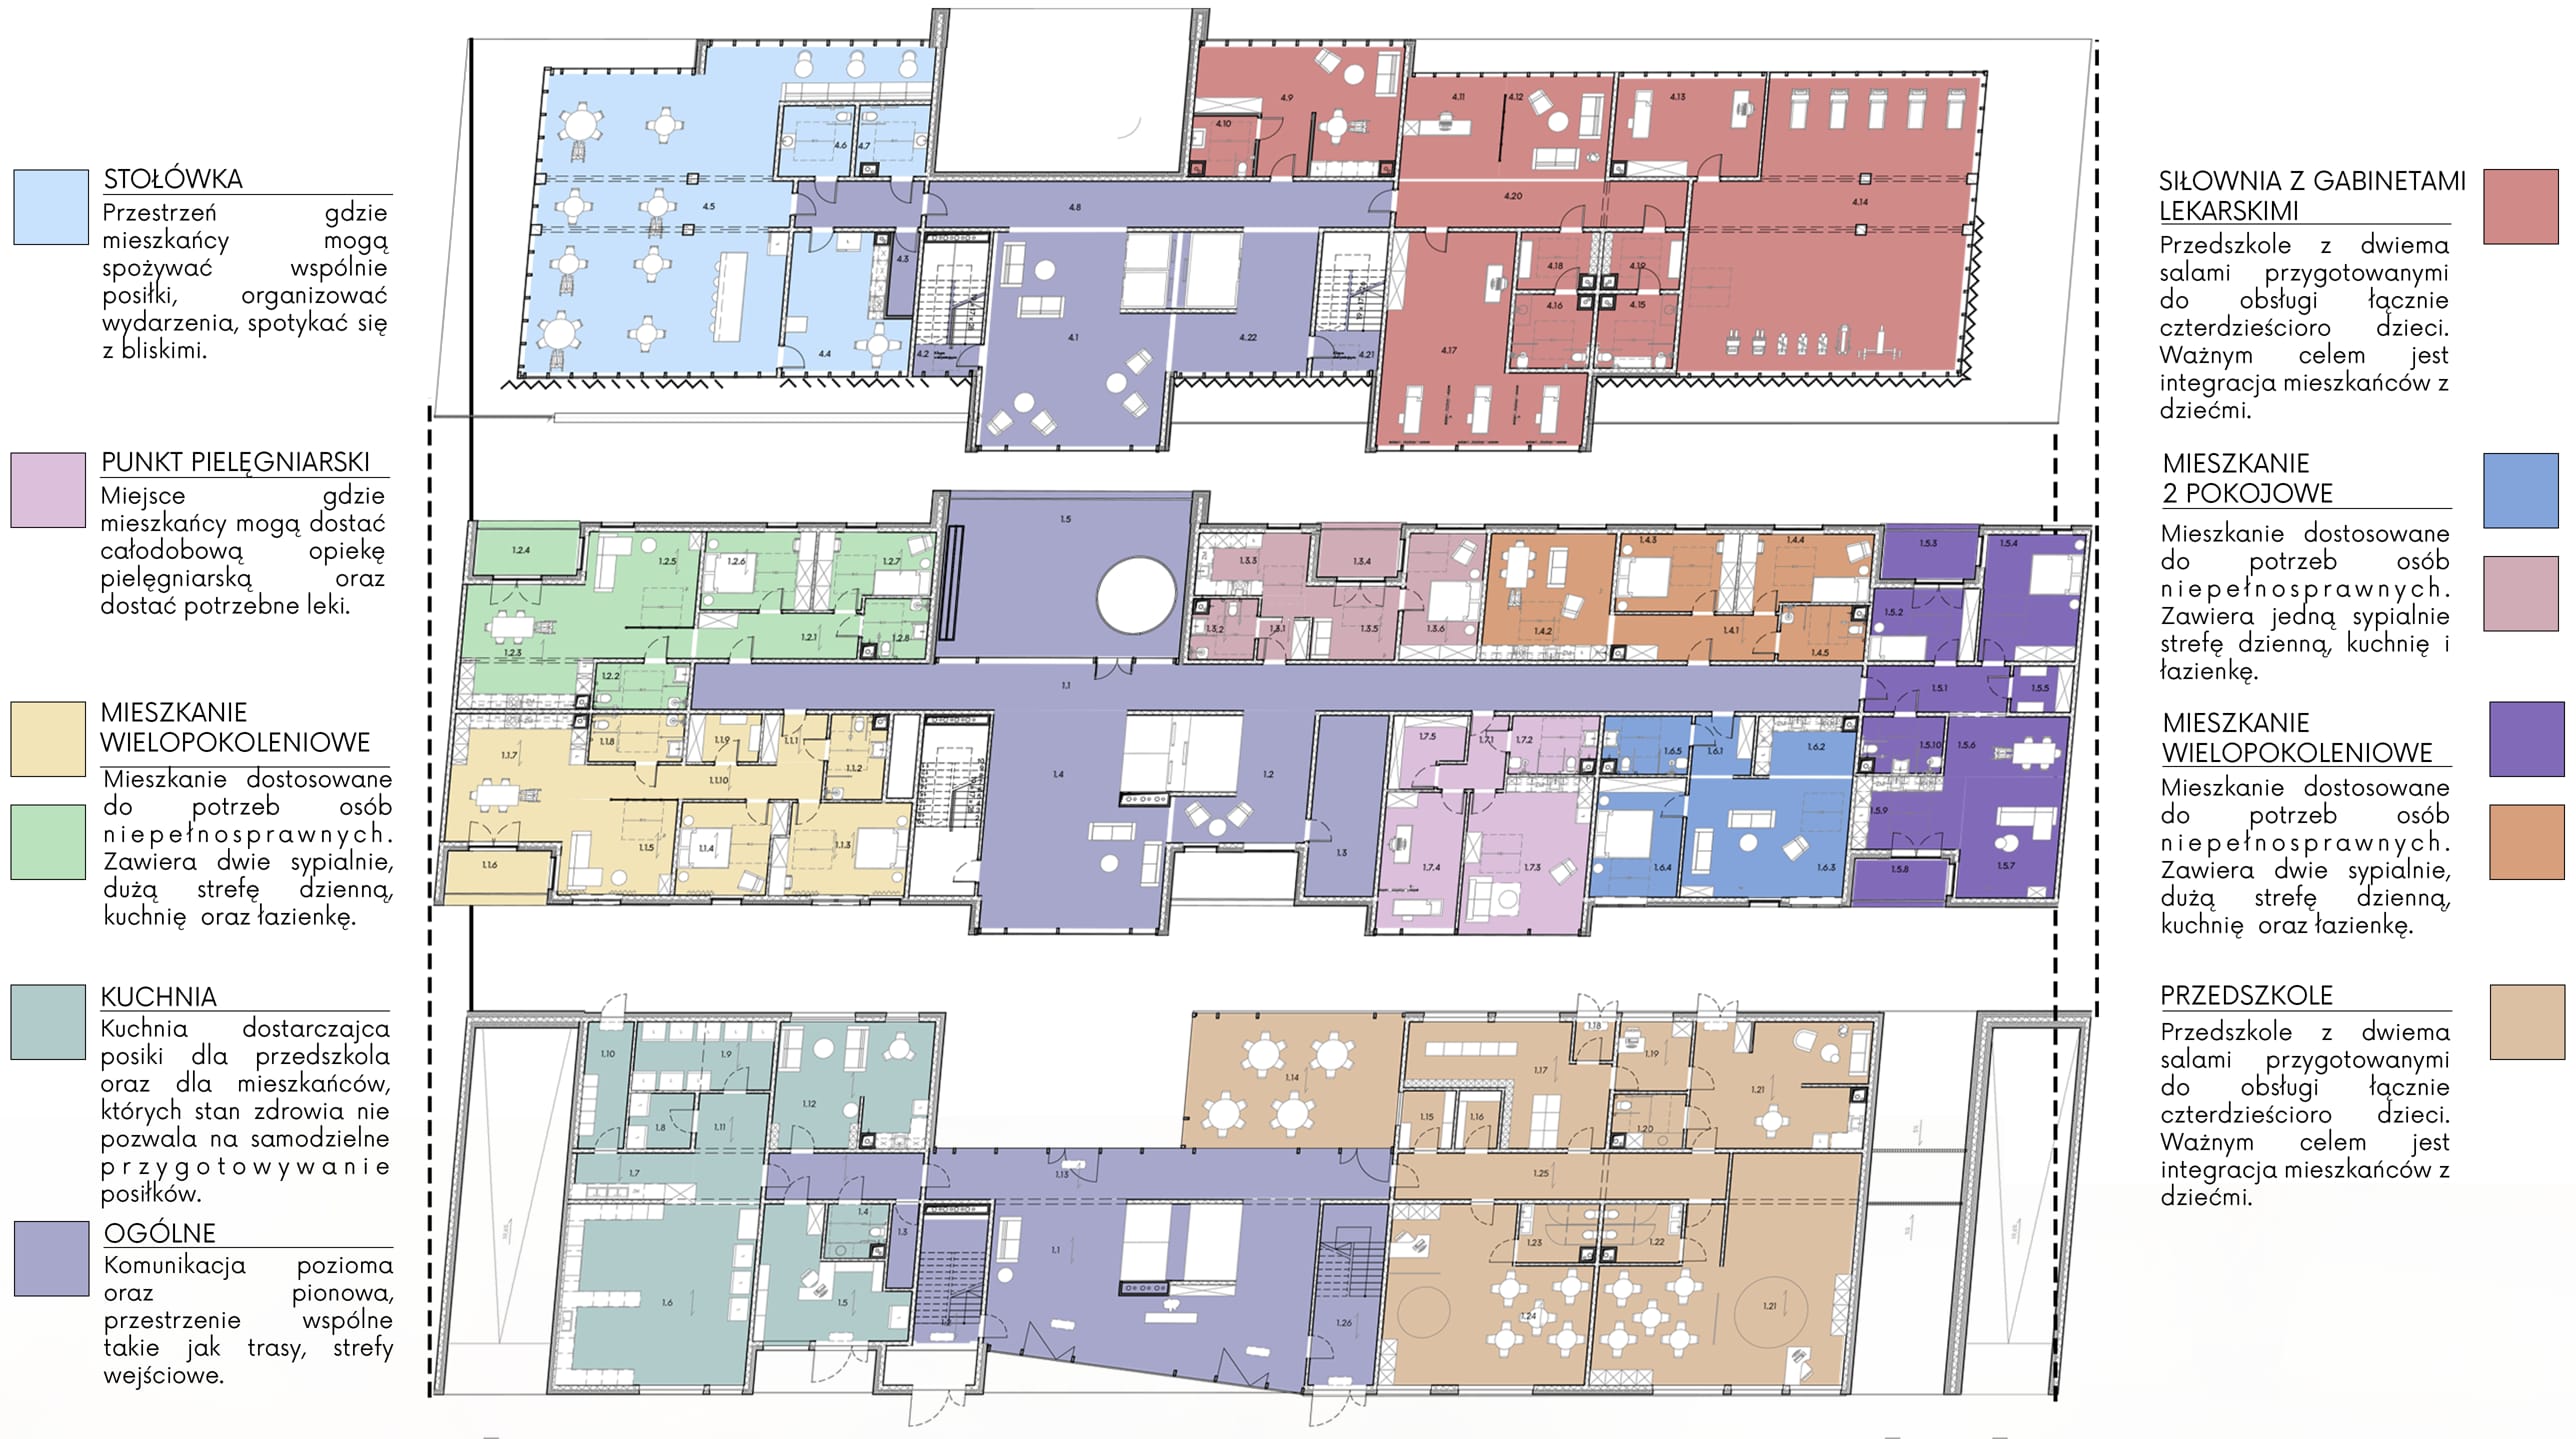 STOŁÓWKA
Przestrzeń gdzie
mieszkańcy mogą
spożywać wspólnie
posiłki, organizować
wydarzenia, spotykać się
z bliskimi.
PUNKT PIELĘGNIARSKI
Miejsce gdzie
mieszkańcy mogą dostać
całodobową opiekę
pielęgniarską oraz
dostać potrzebne leki.
MIESZKANIE
WIELOPOKOLENIOWE
Mieszkanie dostosowane
do potrzeb osób
niepełnosprawnych.
Zawiera dwie sypialnie,
dużą strefę dzienną,
kuchnię oraz łazienkę.
KUCHNIA
Kuchnia dostarczajca
posiki dla przedszkola
oraz dla mieszkańców,
których stan zdrowia nie
pozwala na samodzielne
przygotowywanie
posiłków.
OGÓLNE
Komunikacja pozioma
oraz pionowa,
przestrzenie wspólne
takie jak trasy, strefy
wejściowe.
4.9
4.10
4.11
4.12
4.13
4.14
4.6
4.7
4.5
4.8
4.20
4.3
4.4
4.2
4.1
4.22
4.21
4.17
4.18
4.19
4.16
4.15
1.5
1.2.4
1.2.5
1.2.6
1.2.7
1.2.1
1.2.8
1.2.3
1.2.2
1.3.3
1.3.4
1.3.2
1.3.1
1.3.5
1.3.6
1.4.2
1.4.3
1.4.4
1.4.1
1.4.5
1.5.3
1.5.4
1.5.2
1.5.1
1.5.5
1.1
1.1.7
1.1.8
1.1.9
1.1.1
1.1.2
1.1.10
1.1.5
1.1.4
1.1.3
1.1.6
1.4
1.2
1.3
1.7.5
1.7.1
1.7.2
1.7.4
1.7.3
1.6.5
1.6.1
1.6.2
1.6.4
1.6.3
1.5.10
1.5.6
1.5.9
1.5.8
1.5.7
1.10
1.9
1.8
1.11
1.12
1.7
1.13
1.14
1.15
1.16
1.17
1.18
1.19
1.20
1.21
1.25
1.6
1.4
1.3
1.5
1.1
1.26
1.23
1.22
1.24
1.21
SIŁOWNIA Z GABINETAMI
LEKARSKIMI
Przedszkole z dwiema
salami przygotowanymi
do obsługi łącznie
czterdzieścioro dzieci.
Ważnym celem jest
integracja mieszkańców z
dziećmi.
MIESZKANIE
2 POKOJOWE
Mieszkanie dostosowane
do potrzeb osób
niepełnosprawnych.
Zawiera jedną sypialnie
strefę dzienną, kuchnię i
łazienkę.
MIESZKANIE
WIELOPOKOLENIOWE
Mieszkanie dostosowane
do potrzeb osób
niepełnosprawnych.
Zawiera dwie sypialnie,
dużą strefę dzienną,
kuchnię oraz łazienkę.
PRZEDSZKOLE
Przedszkole z dwiema
salami przygotowanymi
do obsługi łącznie
czterdzieścioro dzieci.
Ważnym celem jest
integracja mieszkańców z
dziećmi.